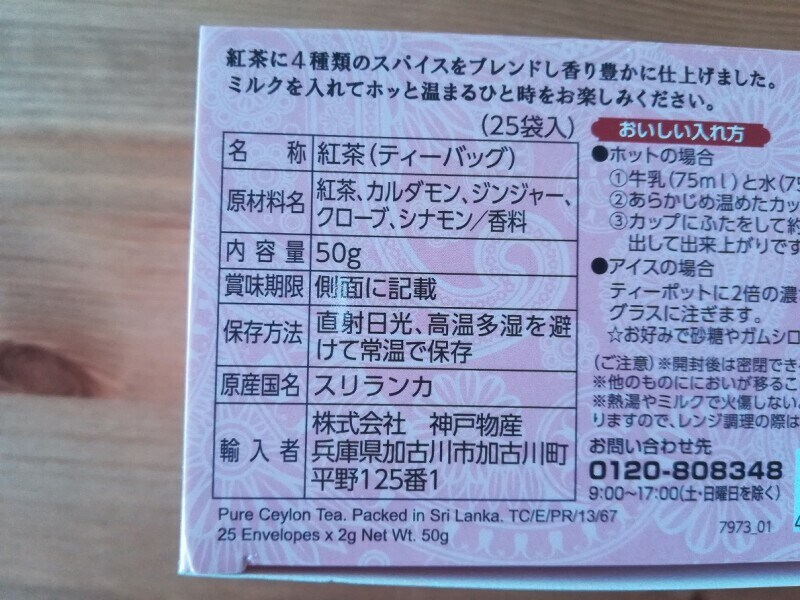 紅茶に4種類のスパイスをブレンドし香り豊かに仕上げました。
ミルクを入れてホッと温まるひと時をお楽しみください。
(25袋入)
名称 紅茶(ティーバッグ)
原材料名 紅茶、カルダモン、ジンジャー、
クローブ、シナモン/香料
内容量 50g
賞味期限 側面に記載
保存方法 直射日光、高温多湿を避
けて常温で保存
原産国名 スリランカ
輸入者 株式会社 神戸物産
兵庫県加古川市加古川町
平野125番1
Pure Ceylon Tea. Packed in Sri Lanka. TC/E/PR/13/67
25 Envelopes x 2g Net Wt. 50g
おいしい入れ方
●ホットの場合
①牛乳(75ml)と水(75
②あらかじめ温めたカッ
③カップにふたをして約
出して出来上がりです
●アイスの場合
ティーポットに2倍の濃
グラスに注ぎます。
☆お好みで砂糖やガムシロ
(ご注意)※開封後は密閉でき
※他のものににおいが移るこ
※熱湯やミルクで火傷しない
りますので、レンジ調理の際は
お問い合わせ先
0120-808348
9:00~17:00(土・日曜日を除く)
7973_01